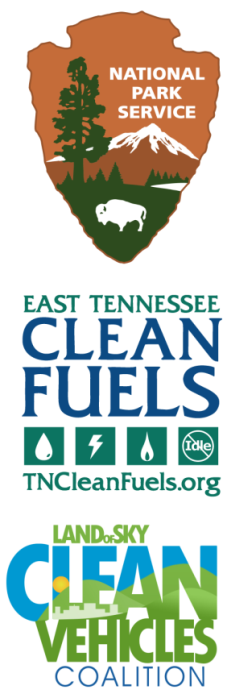 NATIONAL
PARK
SERVICE
EAST TENNESSEE
CLEAN
FUELS
Idle
TNCleanFuels.org
LAND OF SKY
CLEAN
VEHICLES
COALITION